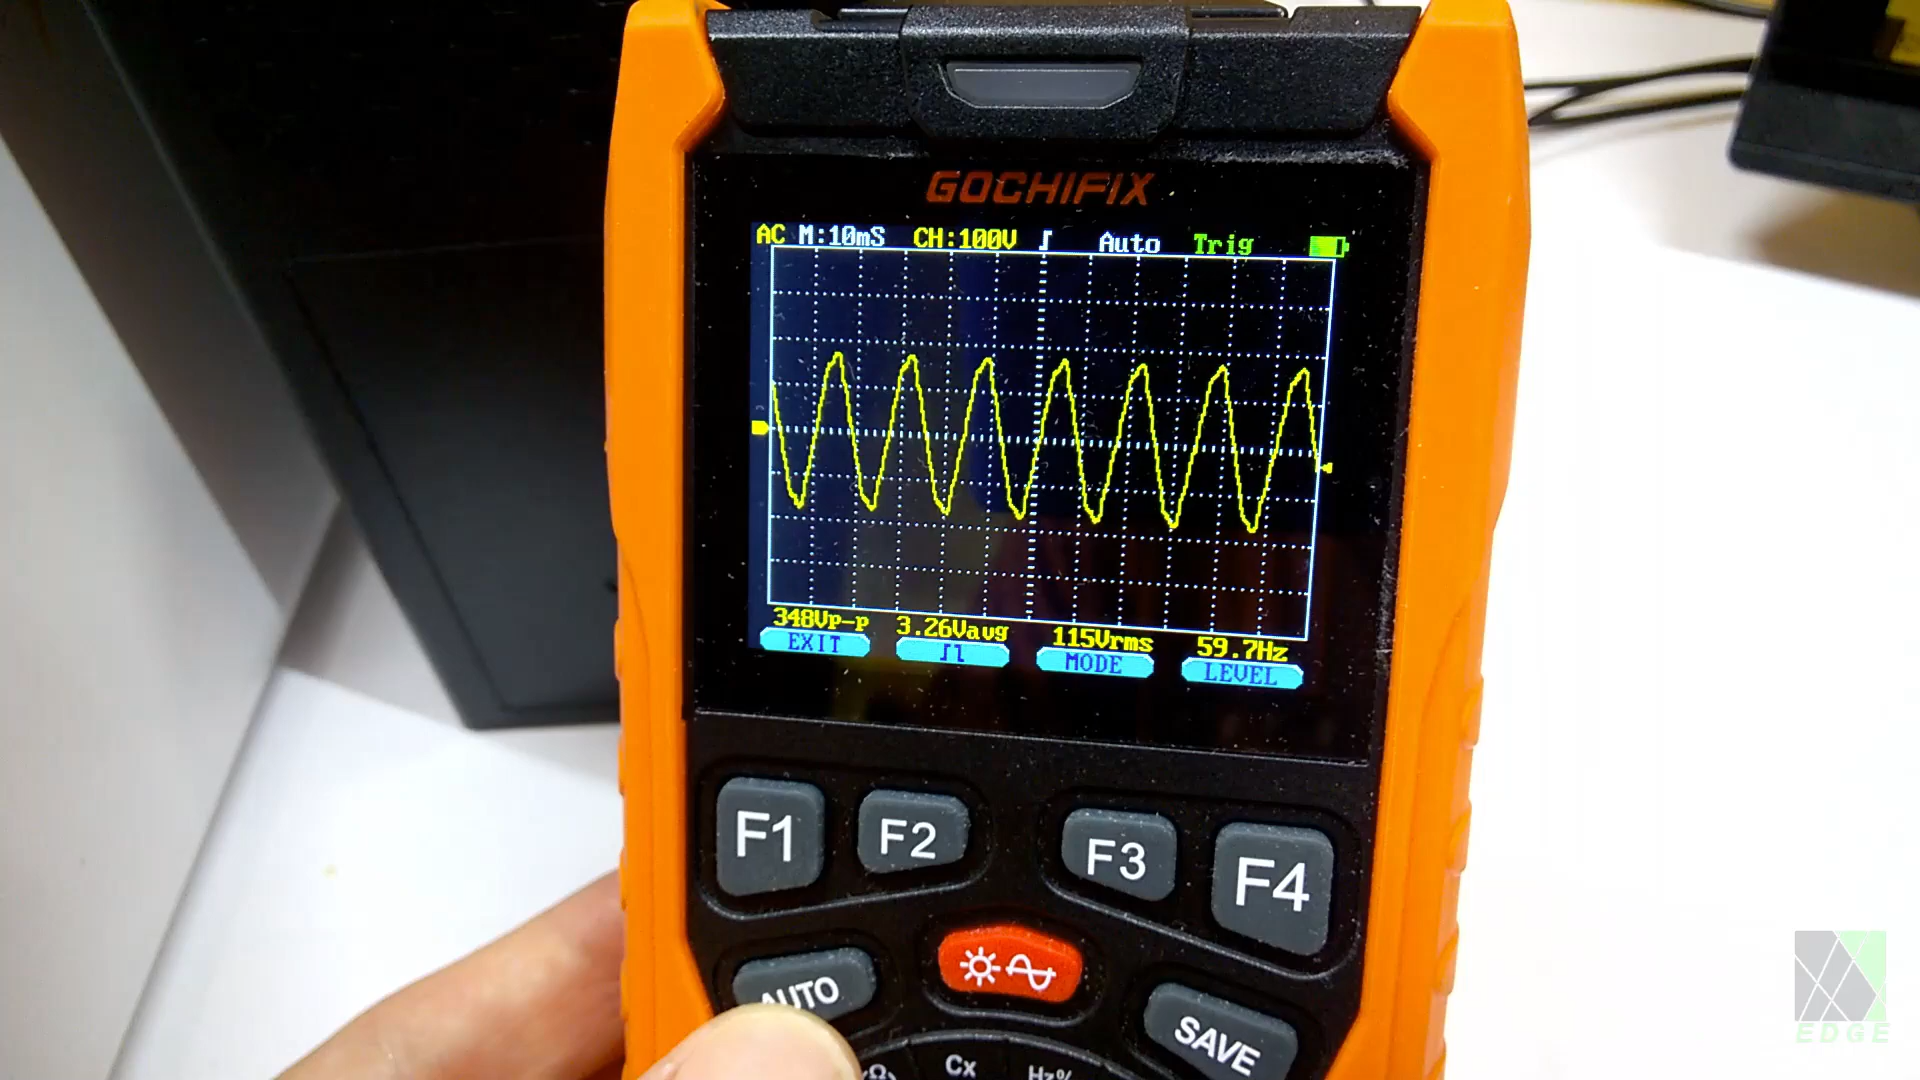 GOCHIFIX
AC M:10mS CH:100V Auto Trig
348Vp-p 3.26Vavg 115Vrms 59.7Hz
EXIT MODE LEVEL
F1 F2 F3 F4
AUTO SAVE
Ω Cx Hz%
EDGE